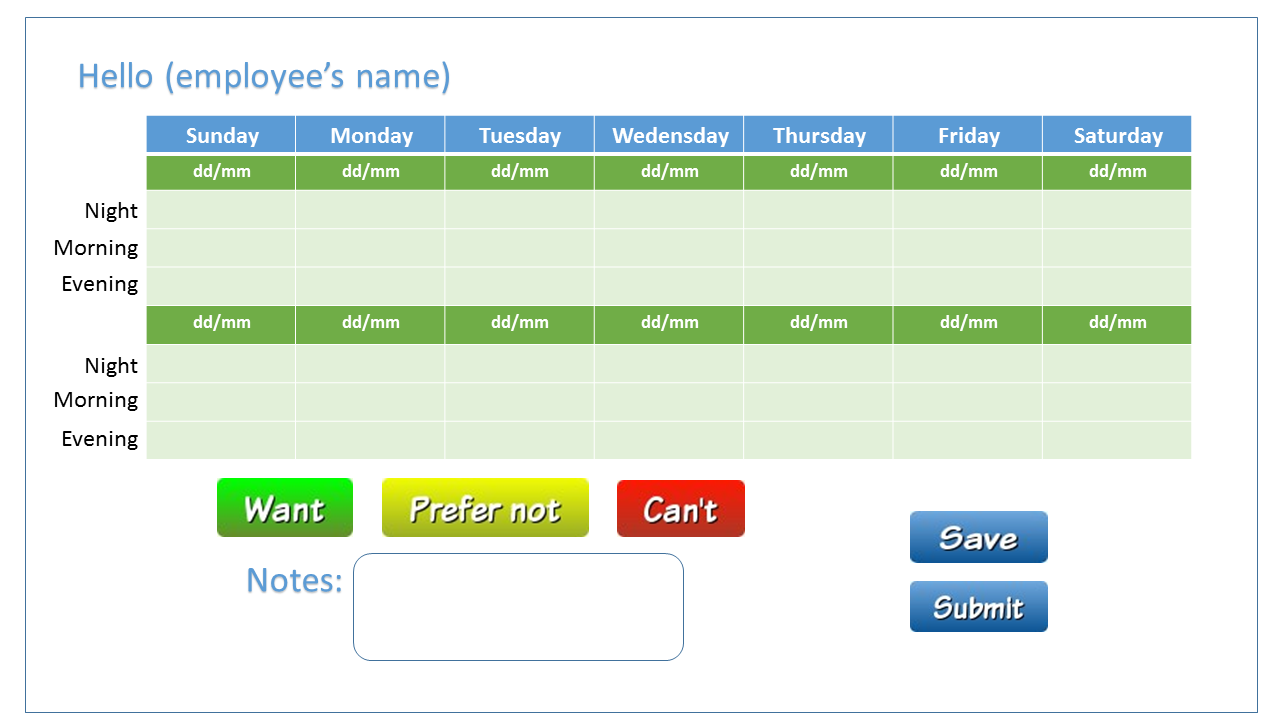 Hello (employee’s name)
Sunday Monday Tuesday Wedensday Thursday Friday Saturday
dd/mm dd/mm dd/mm dd/mm dd/mm dd/mm dd/mm
Night
Morning
Evening
dd/mm dd/mm dd/mm dd/mm dd/mm dd/mm dd/mm
Night
Morning
Evening
Want Prefer not Can't
Save
Notes:
Submit